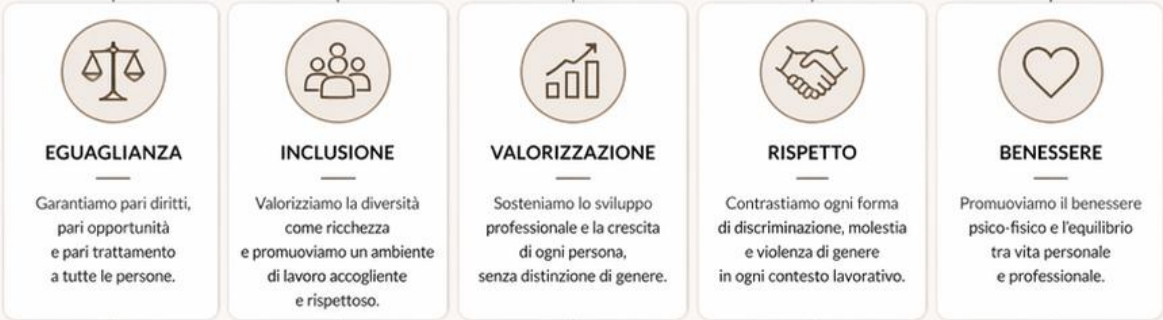 EGUAGLIANZA
Garantiamo pari diritti,
pari opportunità
e pari trattamento
a tutte le persone.
INCLUSIONE
Valorizziamo la diversità
come ricchezza
e promuoviamo un ambiente
di lavoro accogliente
e rispettoso.
VALORIZZAZIONE
Sosteniamo lo sviluppo
professionale e la crescita
di ogni persona,
senza distinzione di genere.
RISPETTO
Contrastiamo ogni forma
di discriminazione, molestia
e violenza di genere
in ogni contesto lavorativo.
BENESSERE
Promuoviamo il benessere
psico-fisico e l'equilibrio
tra vita personale
e professionale.